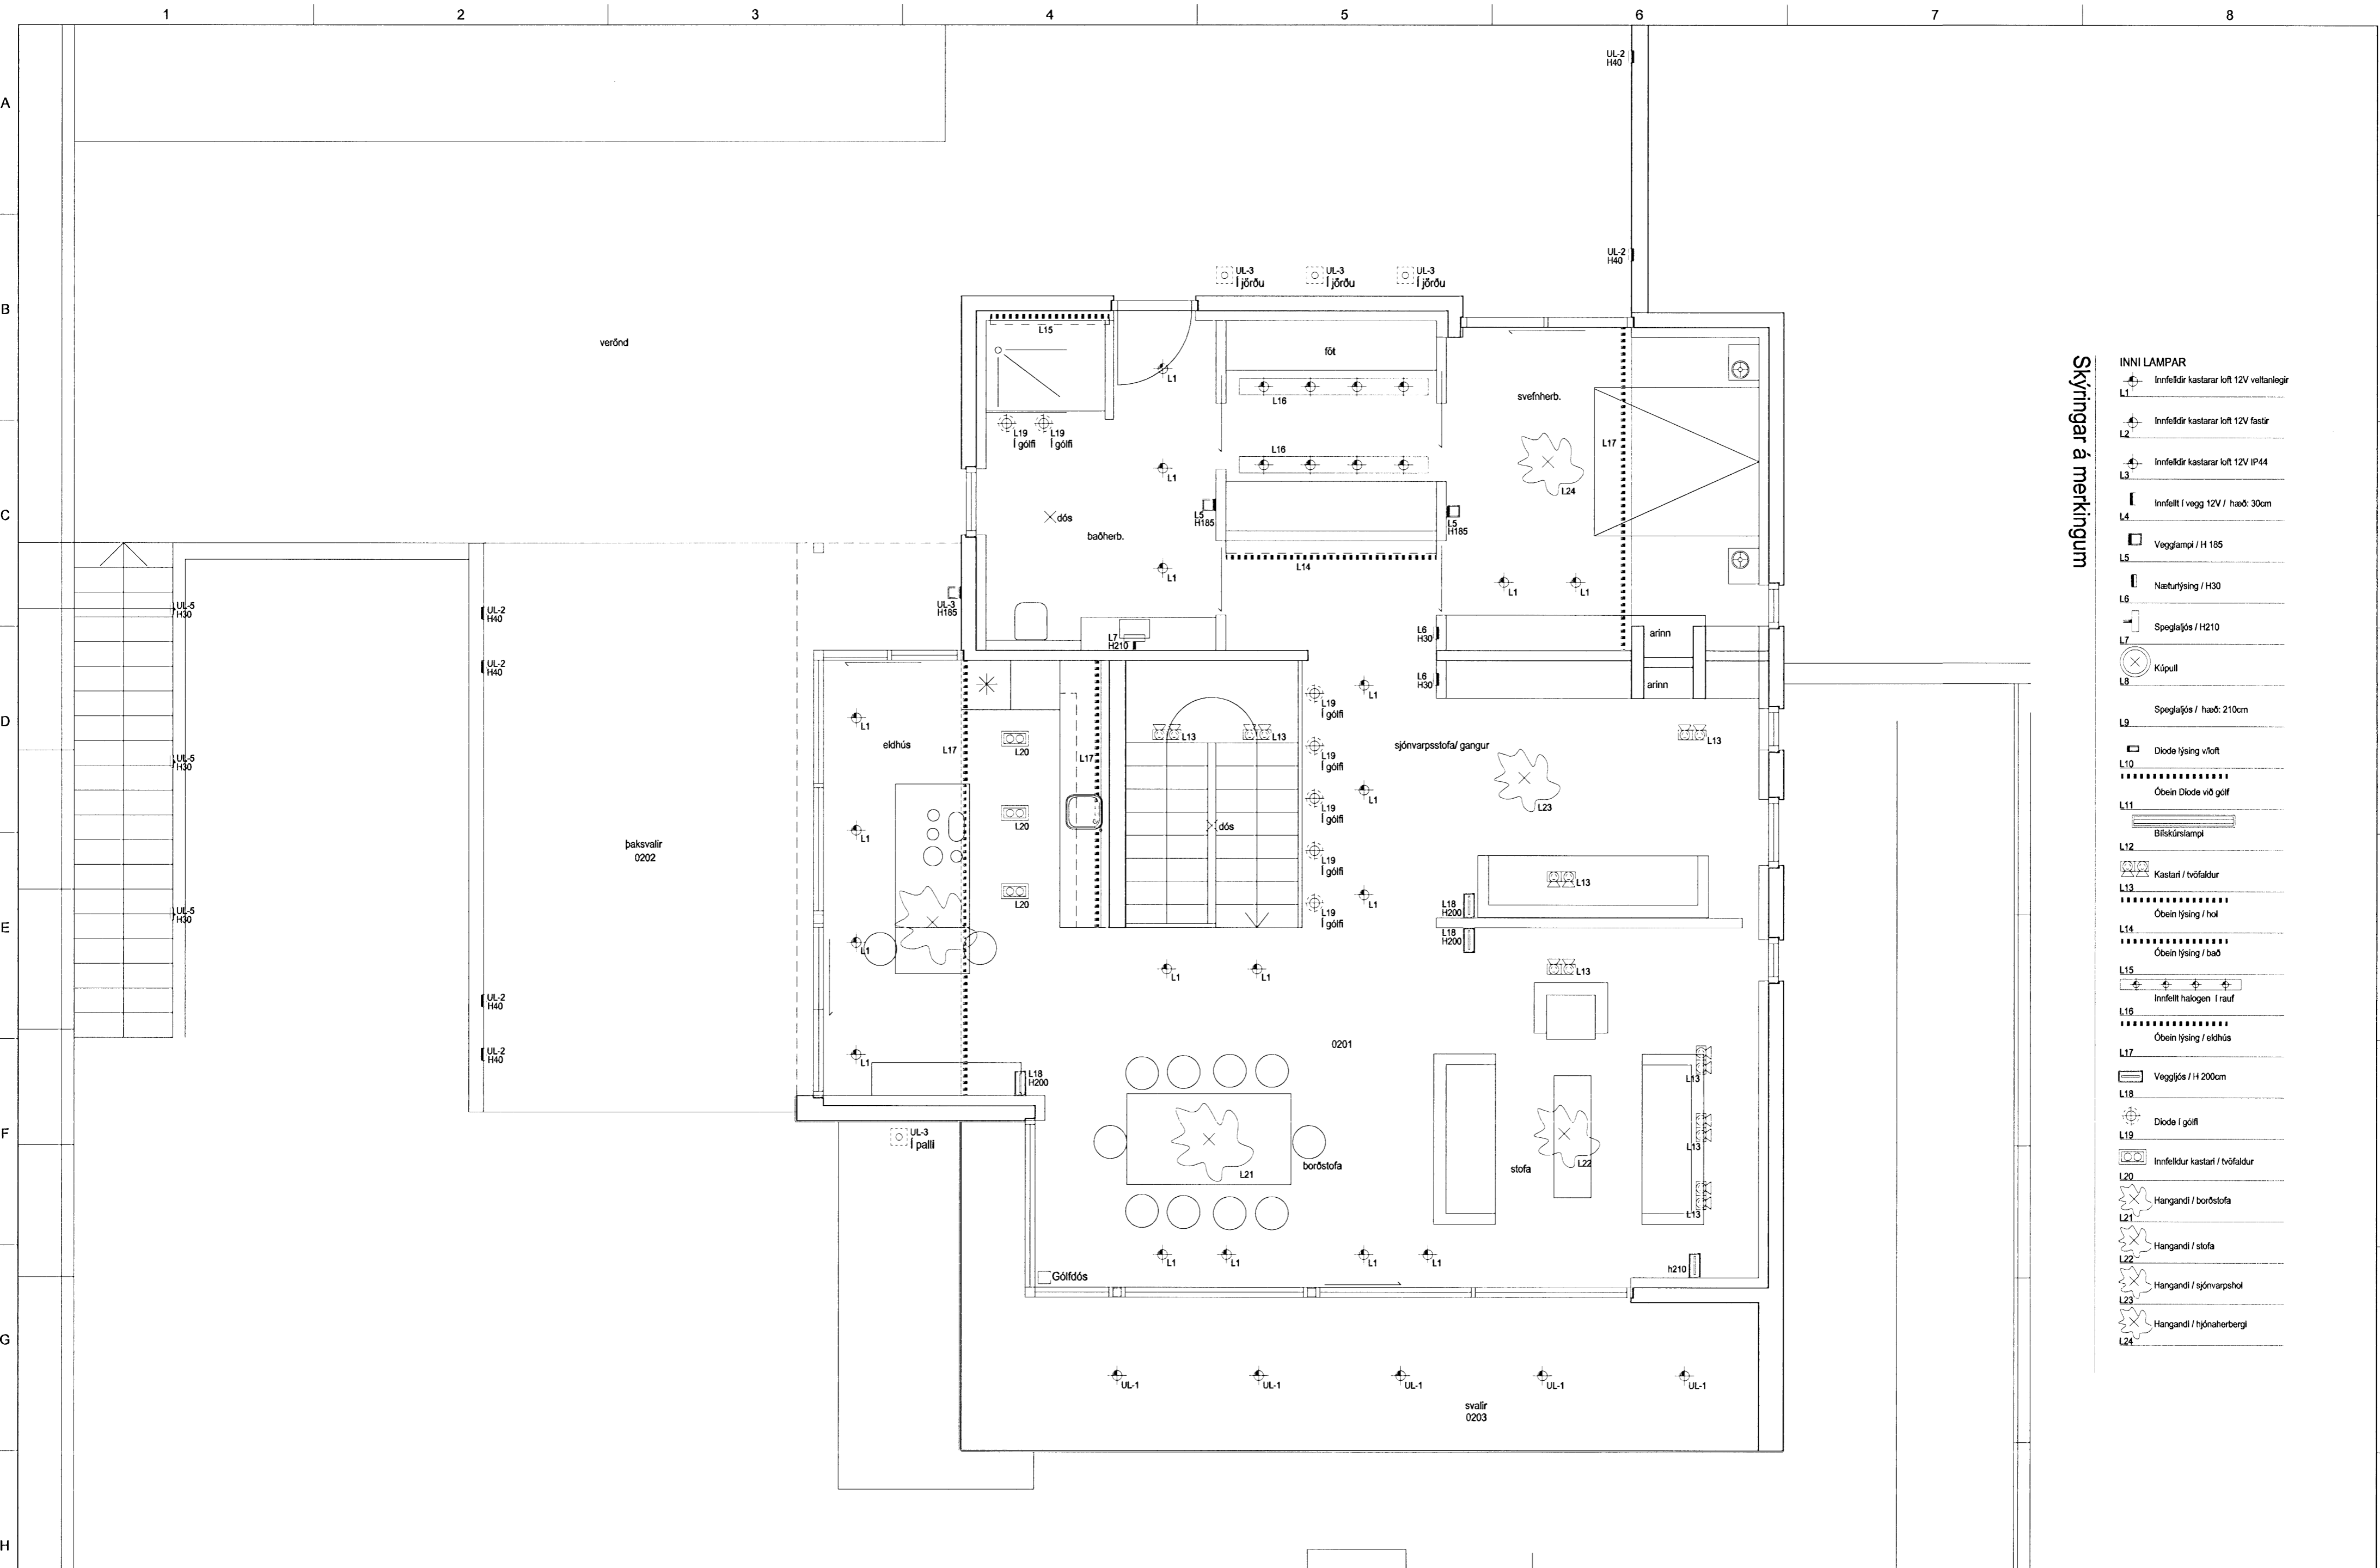 1 2 3 4 5 6 7 8
A
B
C
D
E
F
G
H
UL-2
H40
UL-2
H40
UL-3
Í jörðu
UL-3
Í jörðu
UL-3
Í jörðu
verönd
L15
L1
föt
L16
svefnherb.
L19
Í gólfi
L19
Í gólfi
L16
L17
L1
L24
dós
L5
H185
L5
H185
baðherb.
L14
L1
L1
L1
UL-3
H185
L7
H210
L6
H30
arinn
L6
H30
arinn
UL-5
H30
UL-2
H40
UL-2
H40
UL-5
H30
UL-5
H30
þaksvalir
0202
UL-2
H40
UL-2
H40
L1
eldhús
L17
L20
L17
L13
L13
L19
Í gólfi
L1
L19
Í gólfi
sjónvarpsstofa/ gangur
L13
L23
L1
L20
dós
L19
Í gólfi
L1
L20
L19
Í gólfi
L1
L19
Í gólfi
L13
L18
H200
L18
H200
L1
L1
L1
L13
0201
L1
L18
H200
L13
UL-3
Í palli
L21
borðstofa
stofa
L22
L13
L13
L1
L1
L1
L1
h210
Gólfdós
UL-1
UL-1
UL-1
UL-1
UL-1
svalir
0203
Skýringar á merkingum
INNI LAMPAR
Innfelldir kastarar loft 12V veltanlegir
L1
Innfelldir kastarar loft 12V fastir
L2
Innfelldir kastarar loft 12V IP44
L3
Innfellt í vegg 12V / hæð: 30cm
L4
Vegglampi / H 185
L5
Næturlýsing / H30
L6
Speglaljós / H210
L7
Kúpull
L8
Speglaljós / hæð: 210cm
L9
Diode lýsing v/loft
L10
Óbein Diode við gólf
L11
Bílskúrslampi
L12
Kastari / tvöfaldur
L13
Óbein lýsing / hol
L14
Óbein lýsing / bað
L15
Innfellt halogen í rauf
L16
Óbein lýsing / eldhús
L17
Veggljós / H 200cm
L18
Diode í gólfi
L19
Innfelldur kastari / tvöfaldur
L20
Hangandi / borðstofa
L21
Hangandi / stofa
L22
Hangandi / sjónvarpshol
L23
Hangandi / hjónaherbergi
L24